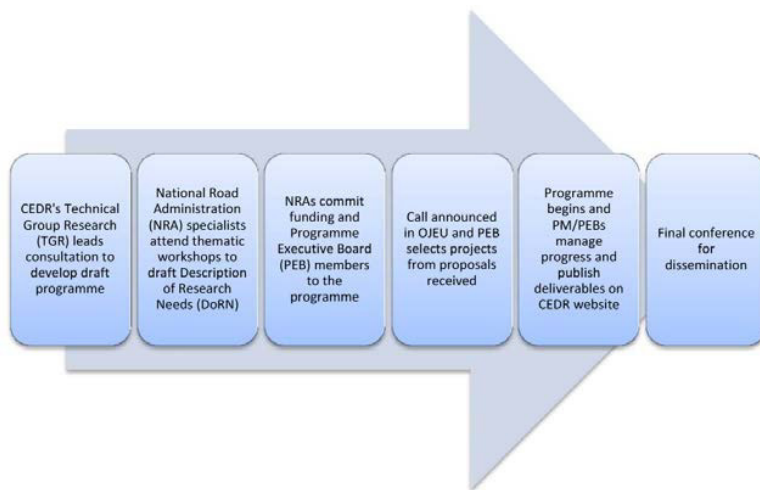 CEDR's Technical
Group Research
(TGR) leads
consultation to
develop draft
programme
National Road
Administration
(NRA) specialists
attend thematic
workshops to
draft Description
of Research
Needs (DoRN)
NRAs commit
funding and
Programme
Executive Board
(PEB) members
to the
programme
Call announced
in OJEU and PEB
selects projects
from proposals
received
Programme
begins and
PM/PEBs
manage
progress and
publish
deliverables on
CEDR website
Final conference
for
dissemination